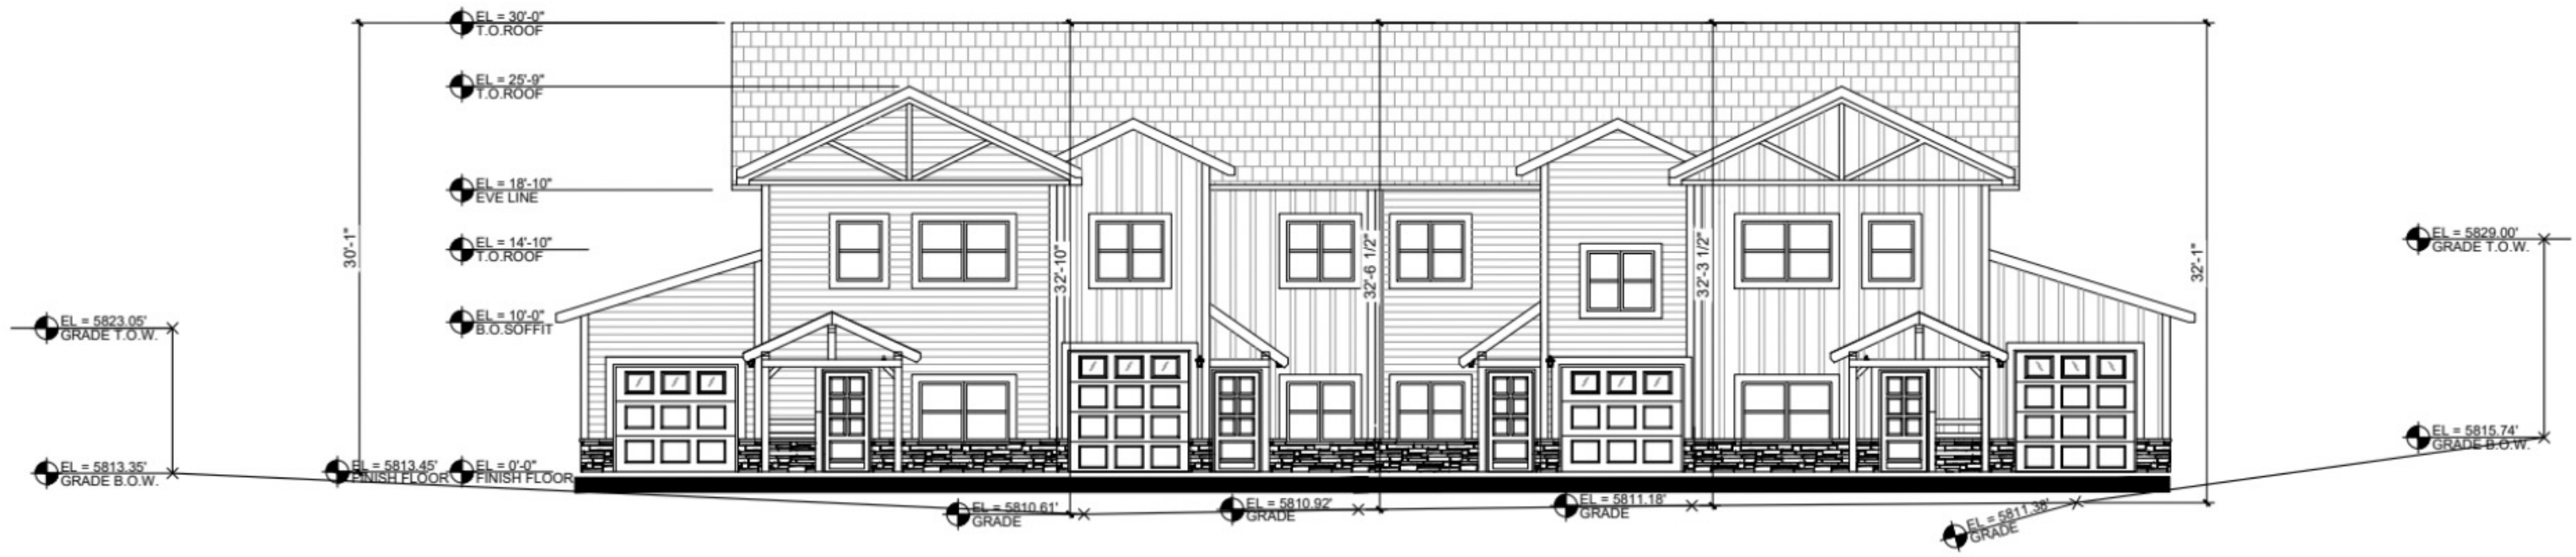 EL = 30'-0"
T.O.ROOF
EL = 25'-9"
T.O.ROOF
EL = 18'-10"
EVE LINE
EL = 14'-10"
T.O.ROOF
EL = 10'-0"
B.O.SOFFIT
30'-1"
32'-10"
32'-6 1/2"
32'-3 1/2"
32'-1"
EL = 5829.00'
GRADE T.O.W.
EL = 5823.05'
GRADE T.O.W.
EL = 5815.74'
GRADE B.O.W.
EL = 5813.35'
GRADE B.O.W.
EL = 5813.45'
FINISH FLOOR
EL = 0'-0"
FINISH FLOOR
EL = 5810.61'
GRADE
EL = 5810.92'
GRADE
EL = 5811.18'
GRADE
EL = 5811.38'
GRADE